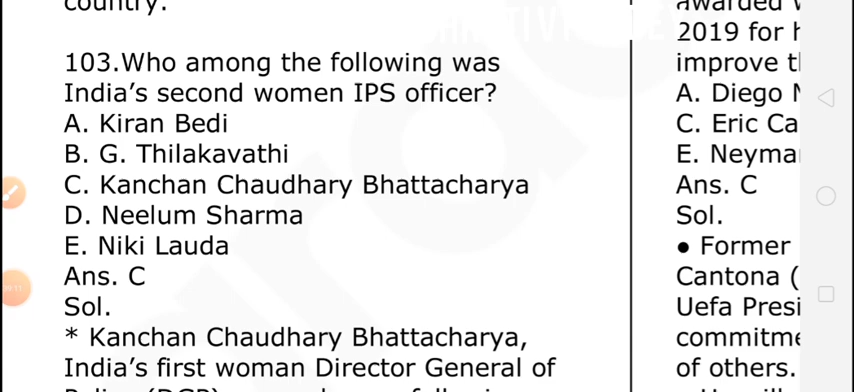 country.
103.Who among the following was
India's second women IPS officer?
A. Kiran Bedi
B. G. Thilakavathi
C. Kanchan Chaudhary Bhattacharya
D. Neelum Sharma
E. Niki Lauda
Ans. C
Sol.
* Kanchan Chaudhary Bhattacharya,
India's first woman Director General of
awarded
2019 for
improve
A. Diego
C. Eric
E.
Ans. C
Sol.
● Former
Cantona (
Uefa
of others.